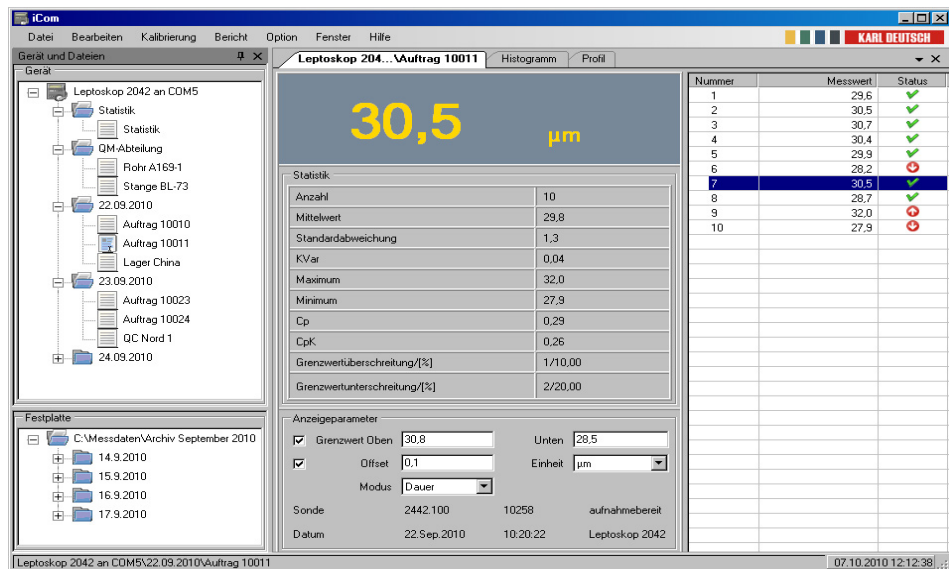 iCom
Datei Bearbeiten Kalibrierung Bericht Option Fenster Hilfe
KARL DEUTSCH
Gerät und Dateien
Gerät
Leptoskop 2042 an COM5
Statistik
Statistik
QM-Abteilung
Rohr A169-1
Stange BL-73
22.09.2010
Auftrag 10010
Auftrag 10011
Lager China
23.09.2010
Auftrag 10023
Auftrag 10024
QC Nord 1
24.09.2010
Festplatte
C:\Messdaten\Archiv September 2010
14.9.2010
15.9.2010
16.9.2010
17.9.2010
Leptoskop 204...\Auftrag 10011 Histogramm Profil
30,5 µm
Statistik
Anzahl 10
Mittelwert 29,8
Standardabweichung 1,3
KVar 0,04
Maximum 32,0
Minimum 27,9
Cp 0,29
CpK 0,26
Grenzwertüberschreitung/[%] 1/10,00
Grenzwertunterschreitung/[%] 2/20,00
Anzeigeparameter
Grenzwert Oben 30,8 Unten 28,5
Offset 0,1 Einheit µm
Modus Dauer
Sonde 2442.100 10258 aufnahmebereit
Datum 22.Sep.2010 10:20:22 Leptoskop 2042
Nummer Messwert Status
1 29,6
2 30,5
3 30,7
4 30,4
5 29,9
6 28,2
7 30,5
8 28,7
9 32,0
10 27,9
Leptoskop 2042 an COM5\22.09.2010\Auftrag 10011 07.10.2010 12:12:38